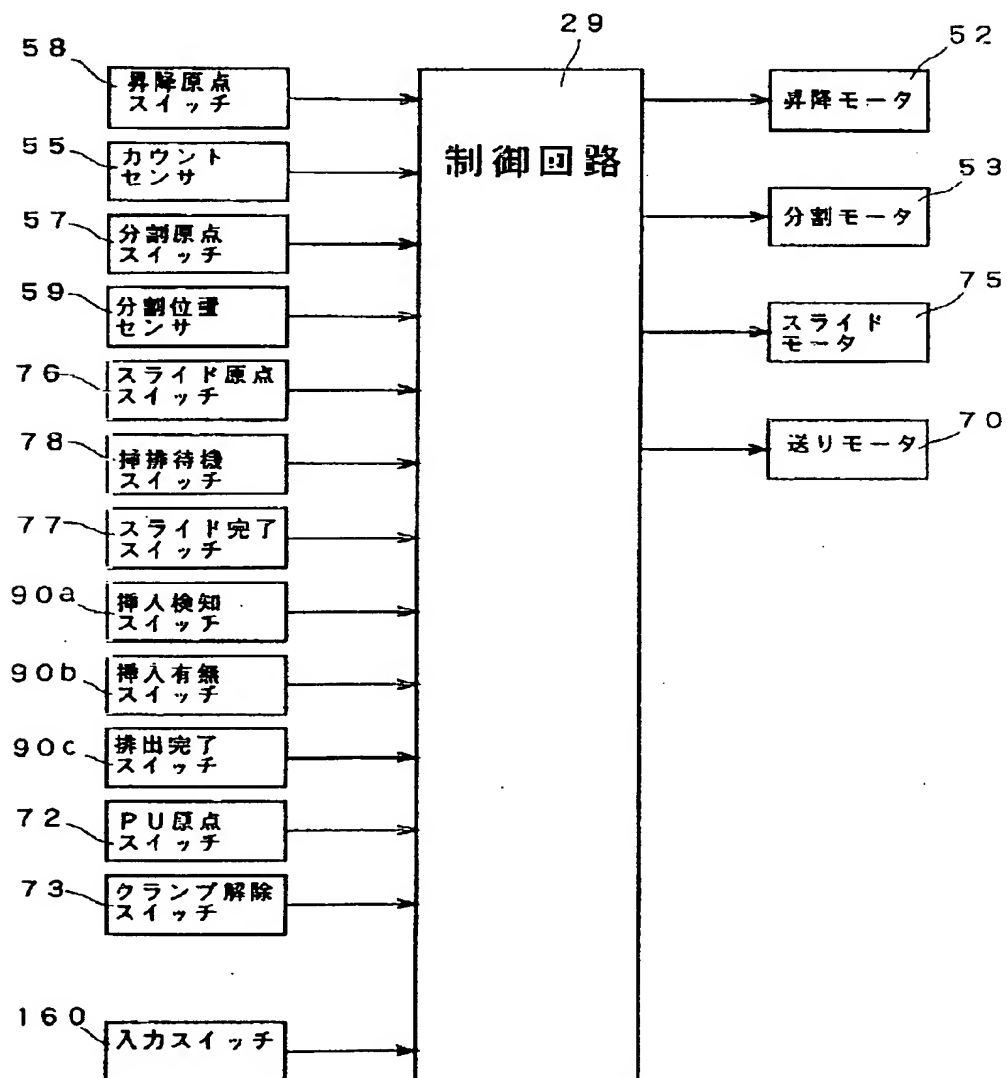 29
制御回路
58
昇降原点
スイッチ
55
カウント
センサ
57
分割原点
スイッチ
59
分割位置
センサ
76
スライド原点
スイッチ
78
挿排待機
スイッチ
77
スライド完了
スイッチ
90a
挿入検知
スイッチ
90b
挿入有無
スイッチ
90c
排出完了
スイッチ
72
PU原点
スイッチ
73
クランプ解除
スイッチ
160
入力スイッチ
52
昇降モータ
53
分割モータ
75
スライド
モータ
70
送りモータ